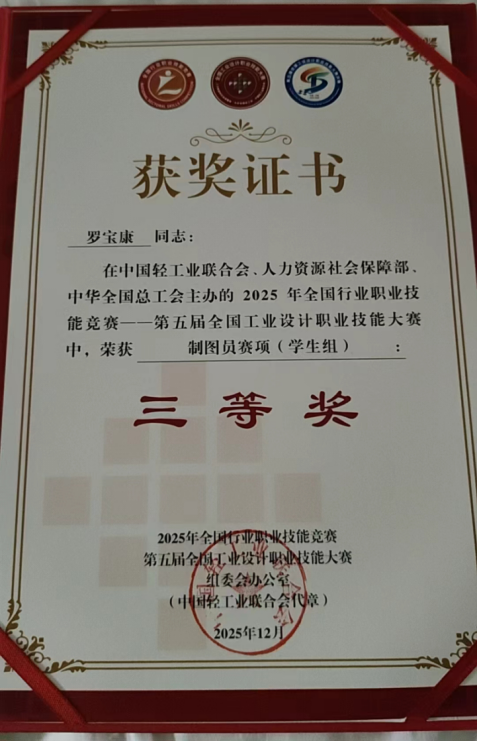 获奖证书
罗宝康 同志：
在中国轻工业联合会、人力资源社会保障部、
中华全国总工会主办的 2025 年全国行业职业技
能竞赛——第五届全国工业设计职业技能大赛
中，荣获 制图员赛项（学生组） ：
三等奖
2025年全国行业职业技能竞赛
第五届全国工业设计职业技能大赛
组委会办公室
（中国轻工业联合会代章）
2025年12月